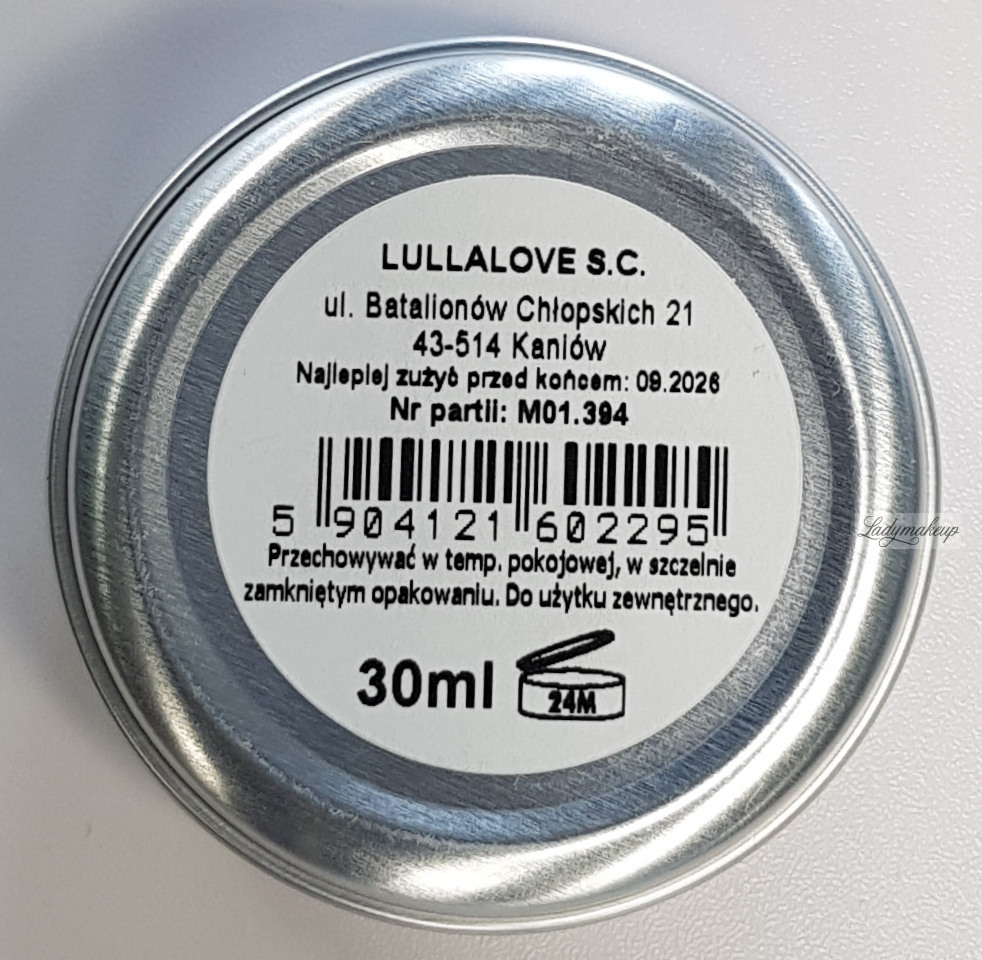 LULLALOVE S.C.
ul. Batalionów Chłopskich 21
43-514 Kaniów
Najlepiej zużyć przed końcem: 09.2026
Nr partii: M01.394
5 904121 602295
Przechowywać w temp. pokojowej, w szczelnie
zamkniętym opakowaniu. Do użytku zewnętrznego.
30ml 24M
Ladymakeup